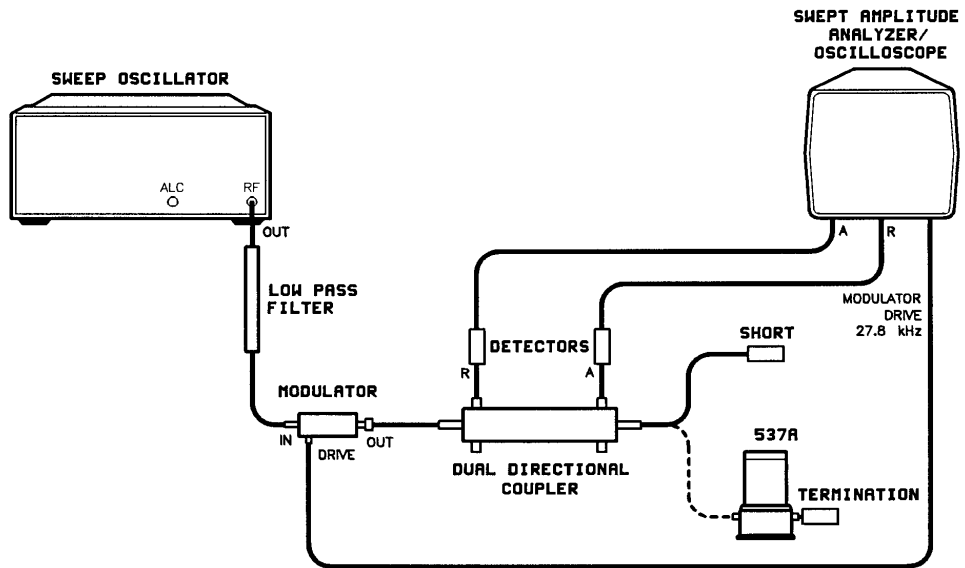 SWEPT AMPLITUDE
ANALYZER/
OSCILLOSCOPE
SWEEP OSCILLATOR
ALC
RF
OUT
A
R
LOW PASS
FILTER
MODULATOR
DRIVE
27.8 kHz
DETECTORS
SHORT
R
A
MODULATOR
IN
DRIVE
OUT
537A
DUAL DIRECTIONAL
COUPLER
TERMINATION